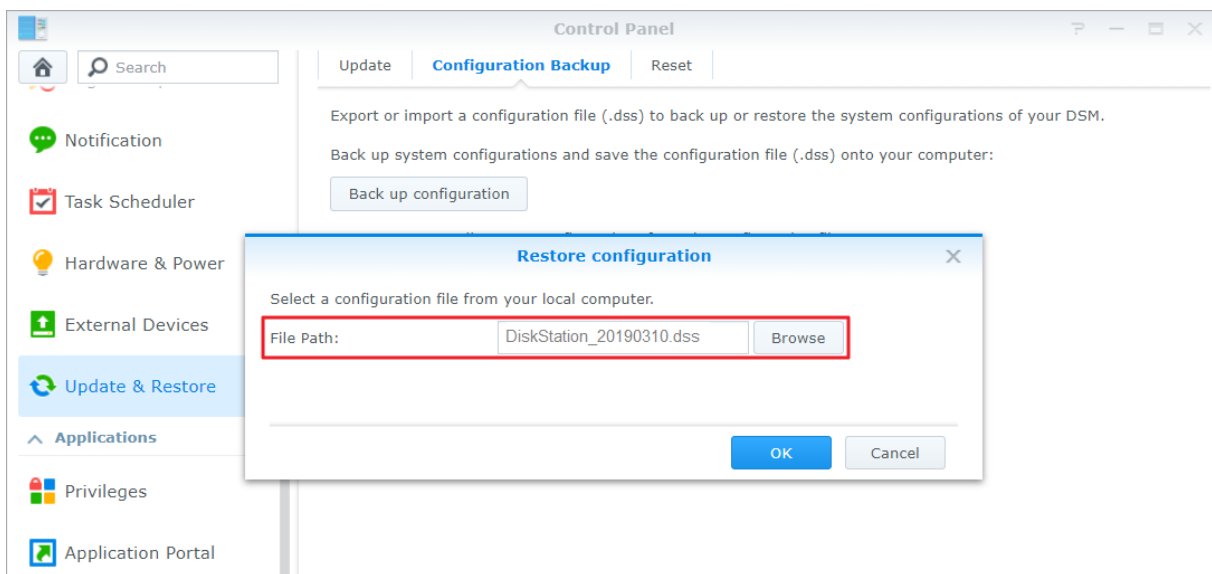 Control Panel
Search
Update Configuration Backup Reset
Export or import a configuration file (.dss) to back up or restore the system configurations of your DSM.
Notification
Back up system configurations and save the configuration file (.dss) onto your computer:
Back up configuration
Task Scheduler
Restore configuration
Hardware & Power
Select a configuration file from your local computer.
External Devices
File Path: DiskStation_20190310.dss Browse
Update & Restore
Applications
OK Cancel
Privileges
Application Portal